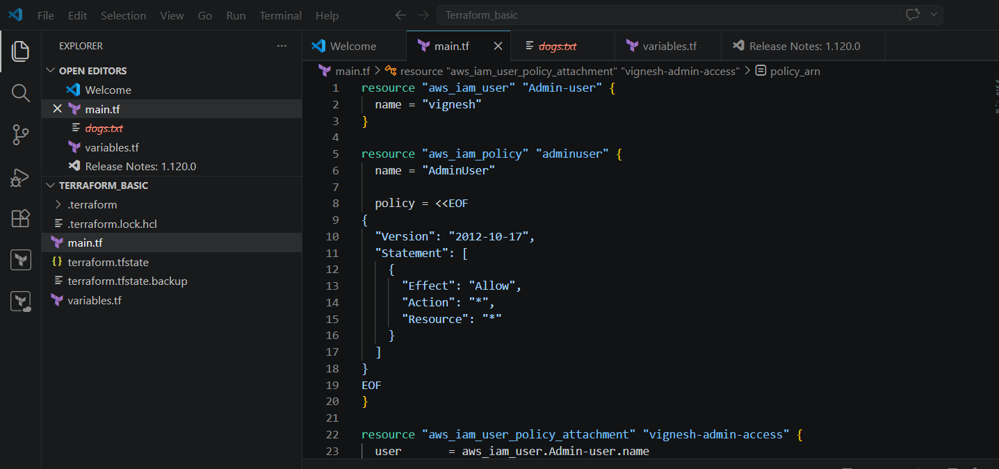 File Edit Selection View Go Run Terminal Help
Terraform_basic
EXPLORER
OPEN EDITORS
Welcome
main.tf
dogs.txt
variables.tf
Release Notes: 1.120.0
TERRAFORM_BASIC
.terraform
.terraform.lock.hcl
main.tf
{} terraform.tfstate
terraform.tfstate.backup
variables.tf
Welcome main.tf dogs.txt variables.tf Release Notes: 1.120.0
main.tf > resource "aws_iam_user_policy_attachment" "vignesh-admin-access" > policy_arn
1 resource "aws_iam_user" "Admin-user" {
2 name = "vignesh"
3 }
4
5 resource "aws_iam_policy" "adminuser" {
6 name = "AdminUser"
7
8 policy = <<EOF
9 {
10 "Version": "2012-10-17",
11 "Statement": [
12 {
13 "Effect": "Allow",
14 "Action": "*",
15 "Resource": "*"
16 }
17 ]
18 }
19 EOF
20 }
21
22 resource "aws_iam_user_policy_attachment" "vignesh-admin-access" {
23 user = aws_iam_user.Admin-user.name